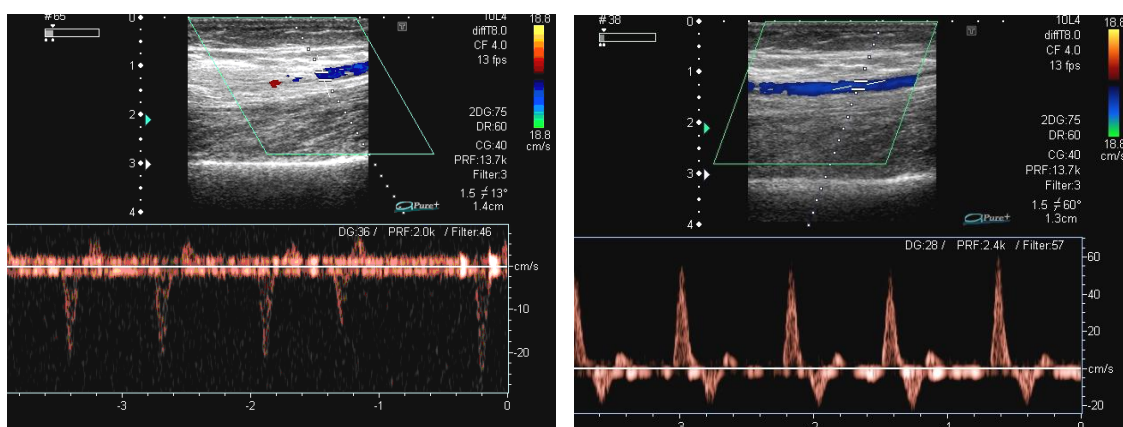 #65
10L4
18.8
diffT8.0
CF 4.0
13 fps
0
1
2
3
4
2DG:75
DR:60
18.8
cm/s
CG:40
PRF:13.7k
Filter:3
1.5 13°
1.4cm
aPure+
DG:36 / PRF:2.0k / Filter:46
-cm/s
-10
-20
-3
-2
-1
0
#38
10L4
18.8
diffT8.0
CF 4.0
13 fps
0
1
2
3
4
2DG:75
DR:60
18.8
cm/s
CG:40
PRF:13.7k
Filter:3
1.5 60°
1.3cm
aPure+
DG:28 / PRF:2.4k / Filter:57
-60
-40
-20
cm/s
-20
-3
-2
-1
0